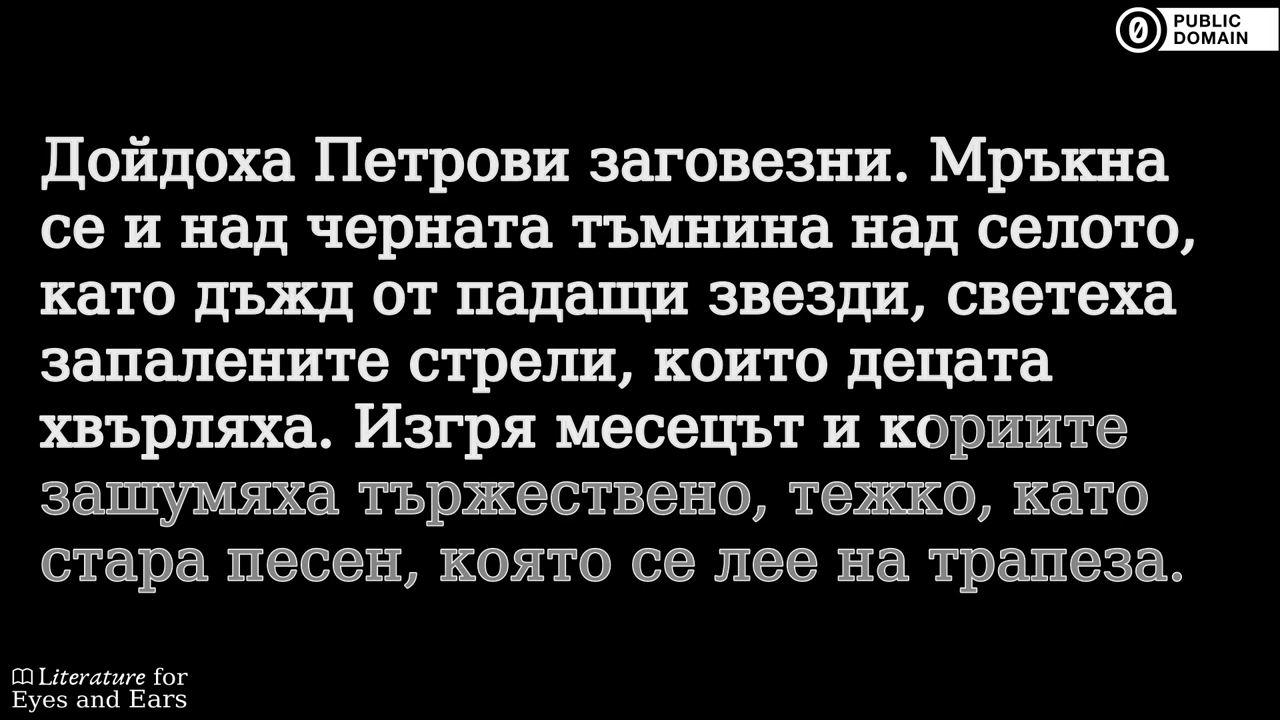 PUBLIC
DOMAIN
Дойдоха Петрови заговезни. Мръкна
се и над черната тъмнина над селото,
като дъжд от падащи звезди, светеха
запалените стрели, които децата
хвърляха. Изгря месецът и кориите
зашумяха тържествено, тежко, като
стара песен, която се лее на трапеза.
Literature for
Eyes and Ears